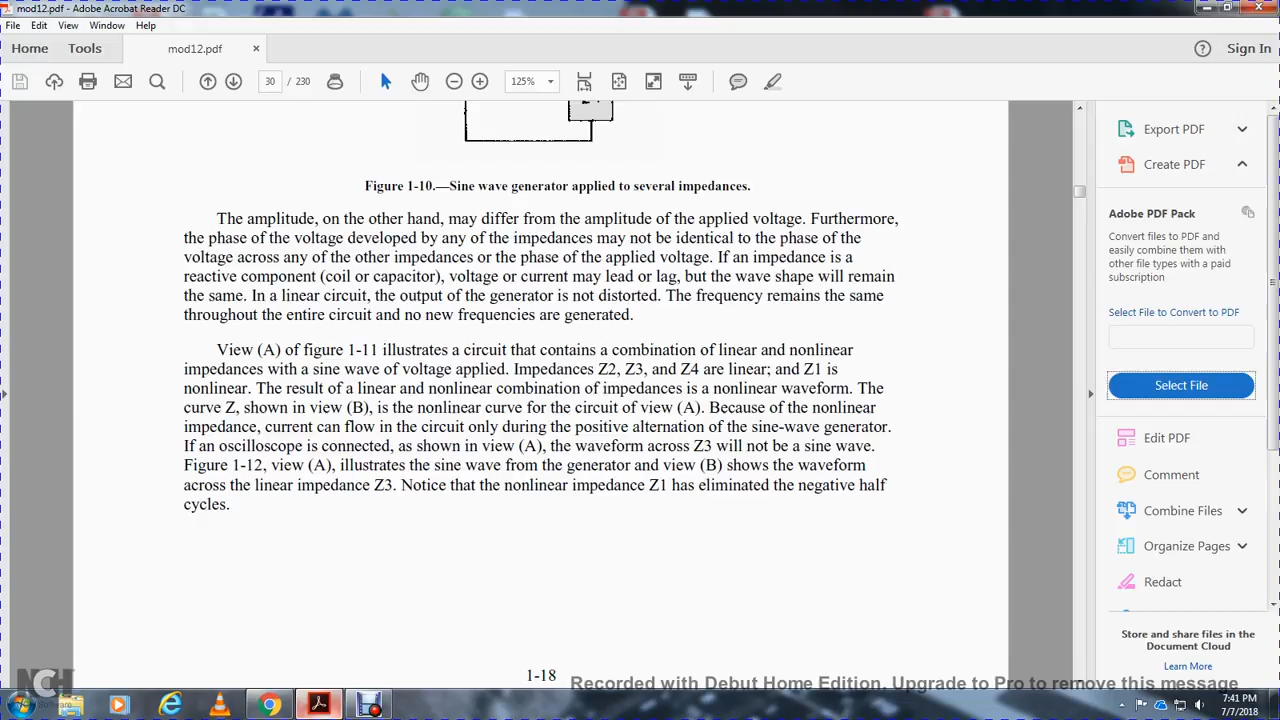 mod12.pdf - Adobe Acrobat Reader DC
File Edit View Window Help
Home Tools mod12.pdf × Sign In
30 / 230 125%
Figure 1-10.—Sine wave generator applied to several impedances.
The amplitude, on the other hand, may differ from the amplitude of the applied voltage. Furthermore,
the phase of the voltage developed by any of the impedances may not be identical to the phase of the
voltage across any of the other impedances or the phase of the applied voltage. If an impedance is a
reactive component (coil or capacitor), voltage or current may lead or lag, but the wave shape will remain
the same. In a linear circuit, the output of the generator is not distorted. The frequency remains the same
throughout the entire circuit and no new frequencies are generated.
View (A) of figure 1-11 illustrates a circuit that contains a combination of linear and nonlinear
impedances with a sine wave of voltage applied. Impedances Z2, Z3, and Z4 are linear; and Z1 is
nonlinear. The result of a linear and nonlinear combination of impedances is a nonlinear waveform. The
curve Z, shown in view (B), is the nonlinear curve for the circuit of view (A). Because of the nonlinear
impedance, current can flow in the circuit only during the positive alternation of the sine-wave generator.
If an oscilloscope is connected, as shown in view (A), the waveform across Z3 will not be a sine wave.
Figure 1-12, view (A), illustrates the sine wave from the generator and view (B) shows the waveform
across the linear impedance Z3. Notice that the nonlinear impedance Z1 has eliminated the negative half
cycles.
1-18
Export PDF
Create PDF
Adobe PDF Pack
Convert files to PDF and
easily combine them with
other file types with a paid
subscription
Select File to Convert to PDF
Select File
Edit PDF
Comment
Combine Files
Organize Pages
Redact
Store and share files in the
Document Cloud
Learn More
NCH
Software
Recorded with Debut Home Edition. Upgrade to Pro to remove this message
7:41 PM
7/7/2018